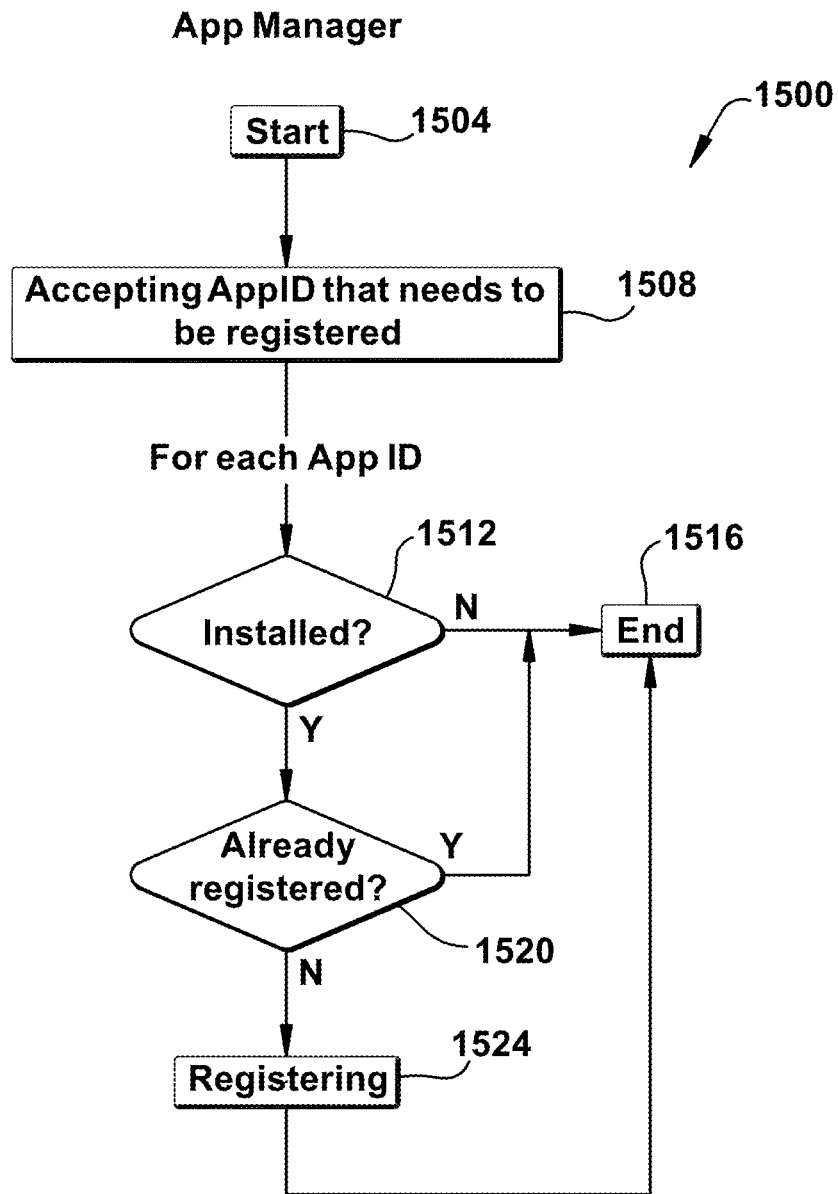 App Manager
1500
Start
1504
Accepting AppID that needs to
be registered
1508
For each App ID
1512
Installed?
N
1516
End
Y
Already
registered?
Y
1520
N
1524
Registering